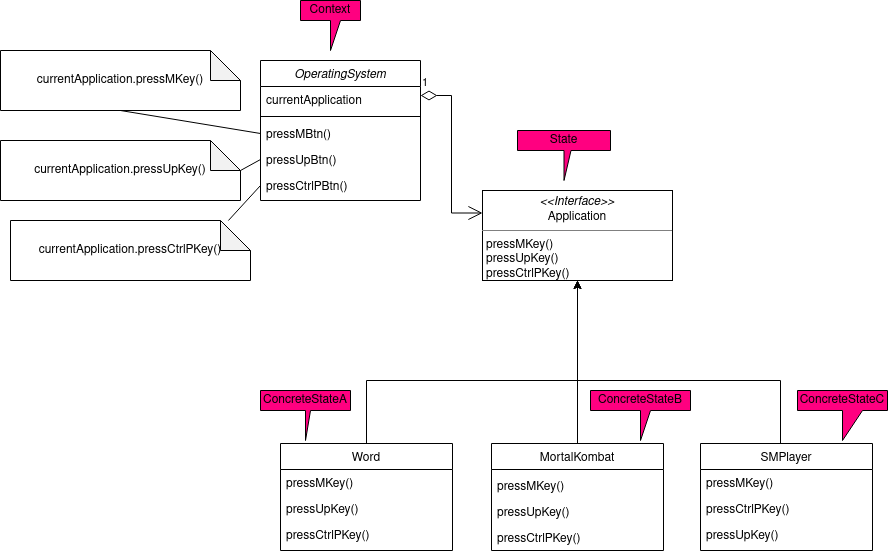 Context
currentApplication.pressMKey()
OperatingSystem
1
currentApplication
pressMBtn()
pressUpBtn()
pressCtrlPBtn()
currentApplication.pressUpKey()
currentApplication.pressCtrlPKey()
State
<<Interface>>
Application
pressMKey()
pressUpKey()
pressCtrlPKey()
ConcreteStateA
ConcreteStateB
ConcreteStateC
Word
pressMKey()
pressUpKey()
pressCtrlPKey()
MortalKombat
pressMKey()
pressUpKey()
pressCtrlPKey()
SMPlayer
pressMKey()
pressCtrlPKey()
pressUpKey()